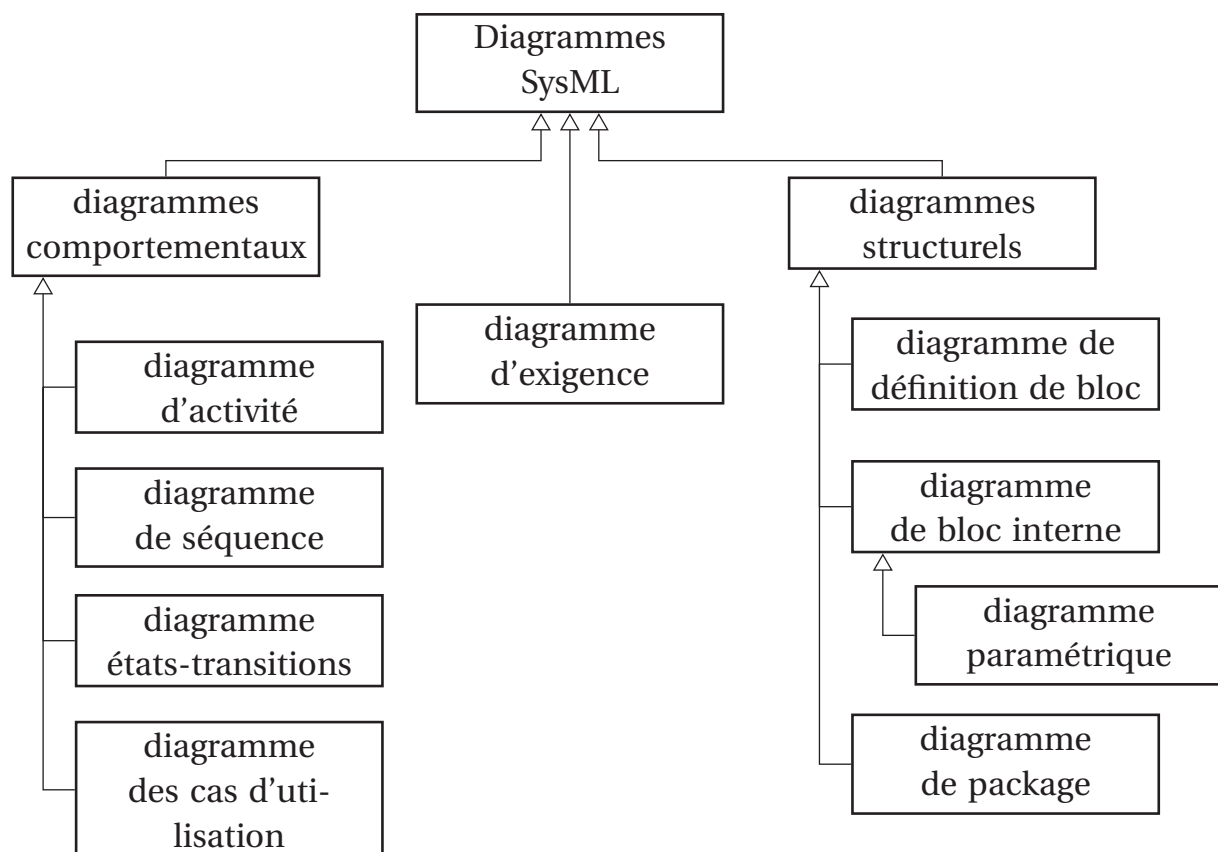 Diagrammes
SysML
diagrammes
comportementaux
diagrammes
structurels
diagramme
d'exigence
diagramme
d’activité
diagramme
de séquence
diagramme
états-transitions
diagramme
des cas d’uti-
lisation
diagramme de
définition de bloc
diagramme
de bloc interne
diagramme
paramétrique
diagramme
de package